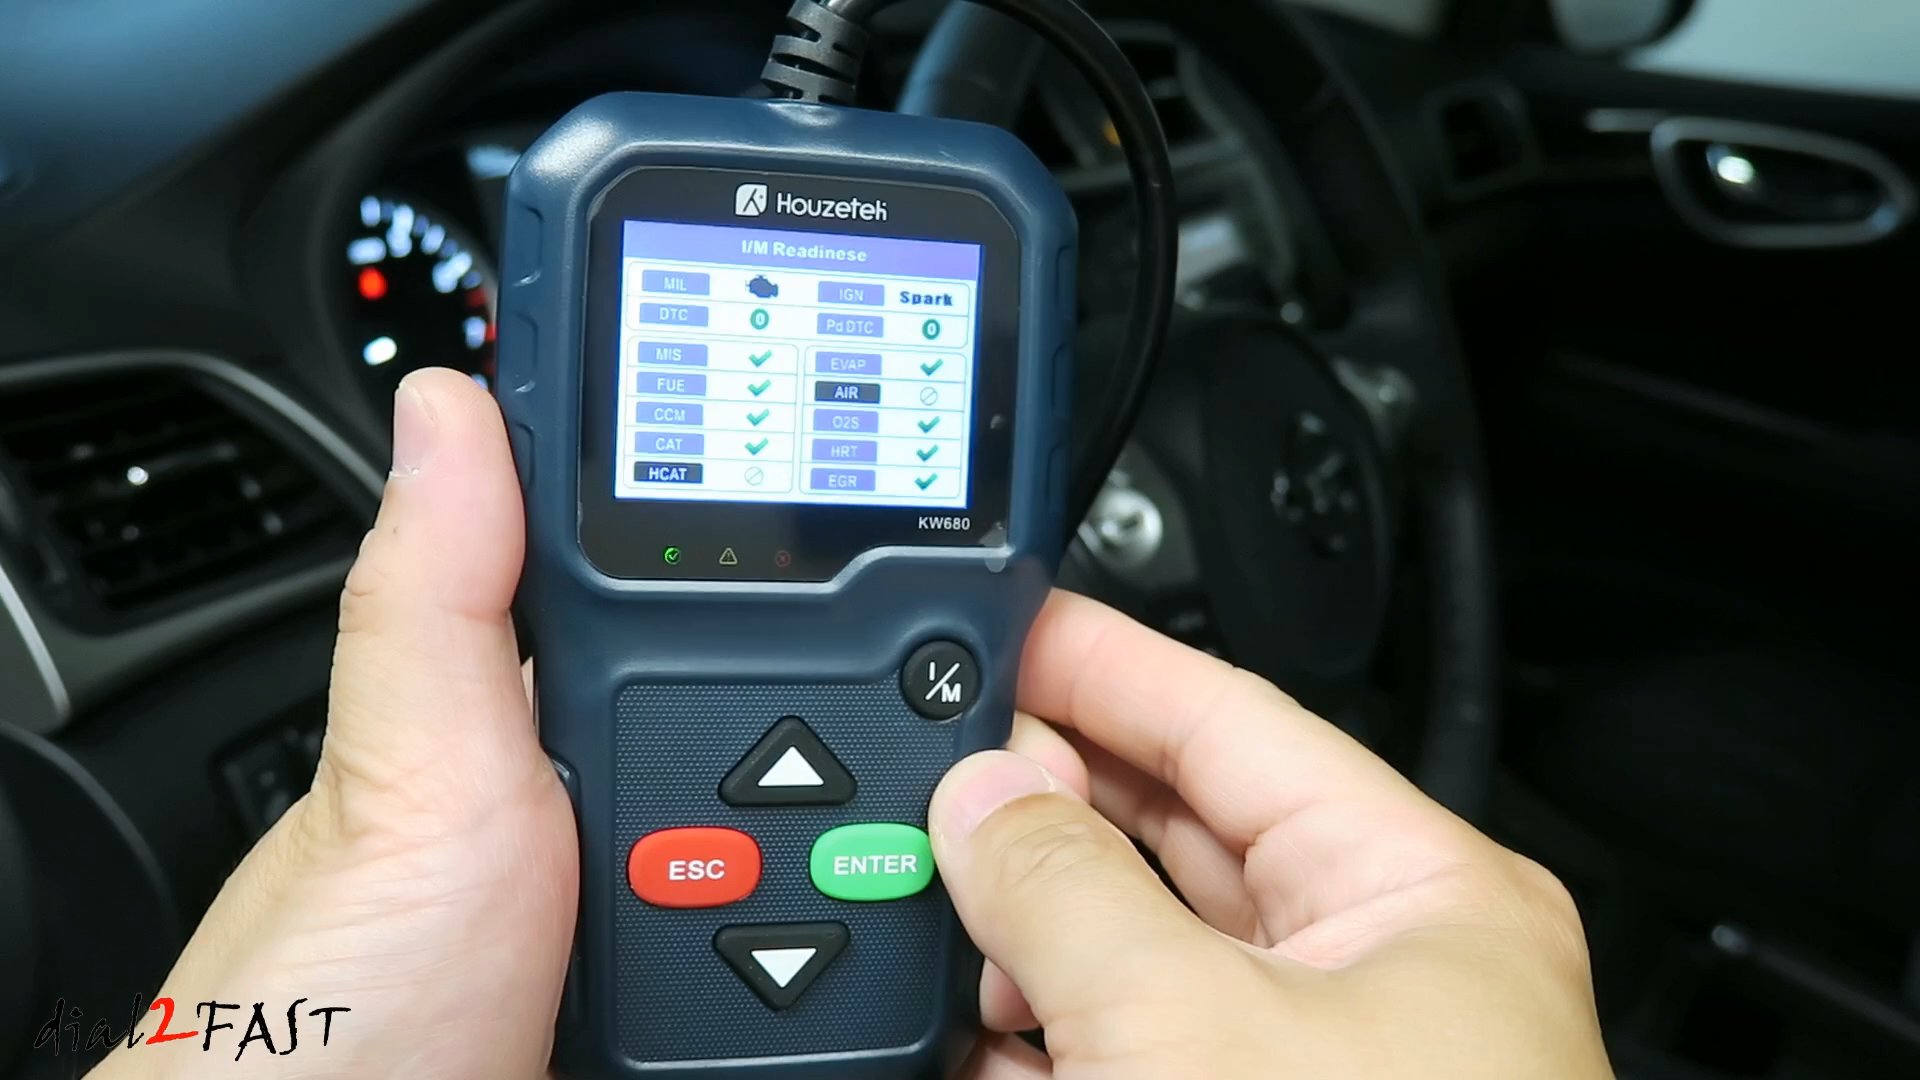 Houzetek
I/M Readinese
MIL
IGN Spark
DTC 0
Pd DTC 0
MIS
EVAP
FUE
AIR
CCM
O2S
CAT
HRT
HCAT
EGR
KW680
I/M
ESC
ENTER
dial2FAST